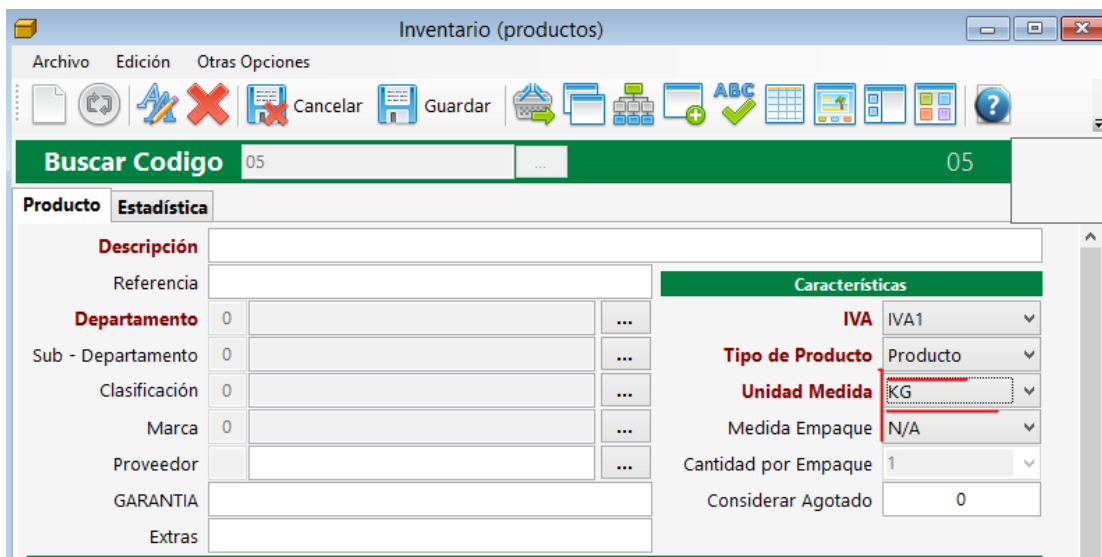 Inventario (productos)
Archivo Edición Otras Opciones
Cancelar Guardar ABC ?
Buscar Codigo 05 ... 05
Producto Estadística
Descripción
Referencia
Características
Departamento 0 ...
IVA IVA1
Sub - Departamento 0 ...
Tipo de Producto Producto
Clasificación 0 ...
Unidad Medida KG
Marca 0 ...
Medida Empaque N/A
Proveedor ...
Cantidad por Empaque 1
GARANTIA
Considerar Agotado 0
Extras